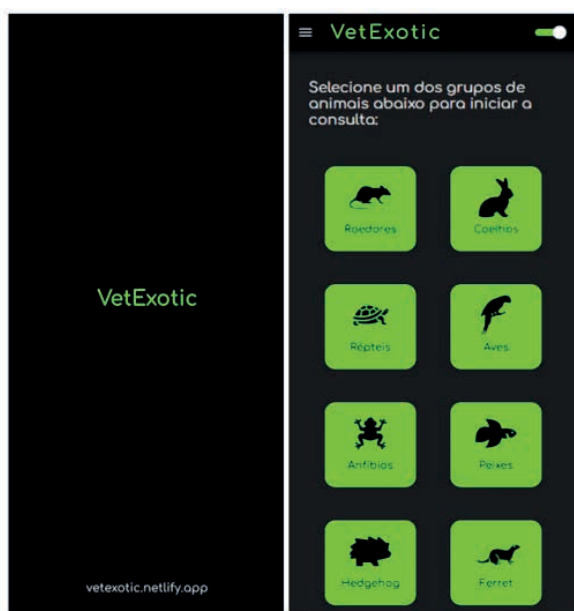 VetExotic
vetexotic.netlify.app
VetExotic
Selecione um dos grupos de
animais abaixo para iniciar a
consulta:
Roedores
Coelhos
Répteis
Aves
Anfíbios
Peixes
Hedgehog
Ferret